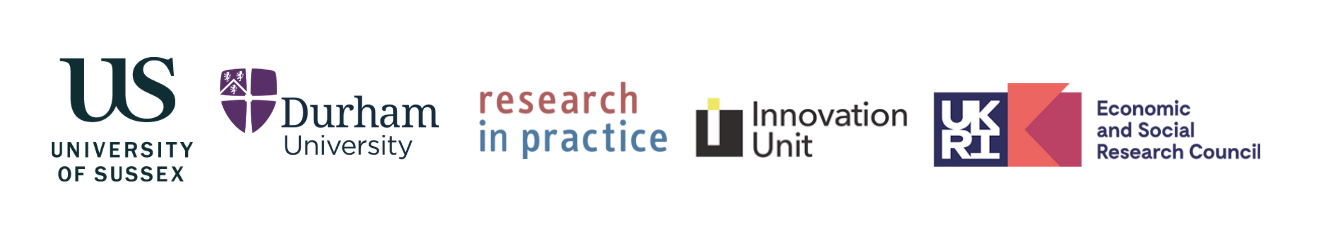 US
UNIVERSITY
OF SUSSEX
Durham
University
research
in practice
i
Innovation
Unit
UK
RI
Economic
and Social
Research Council